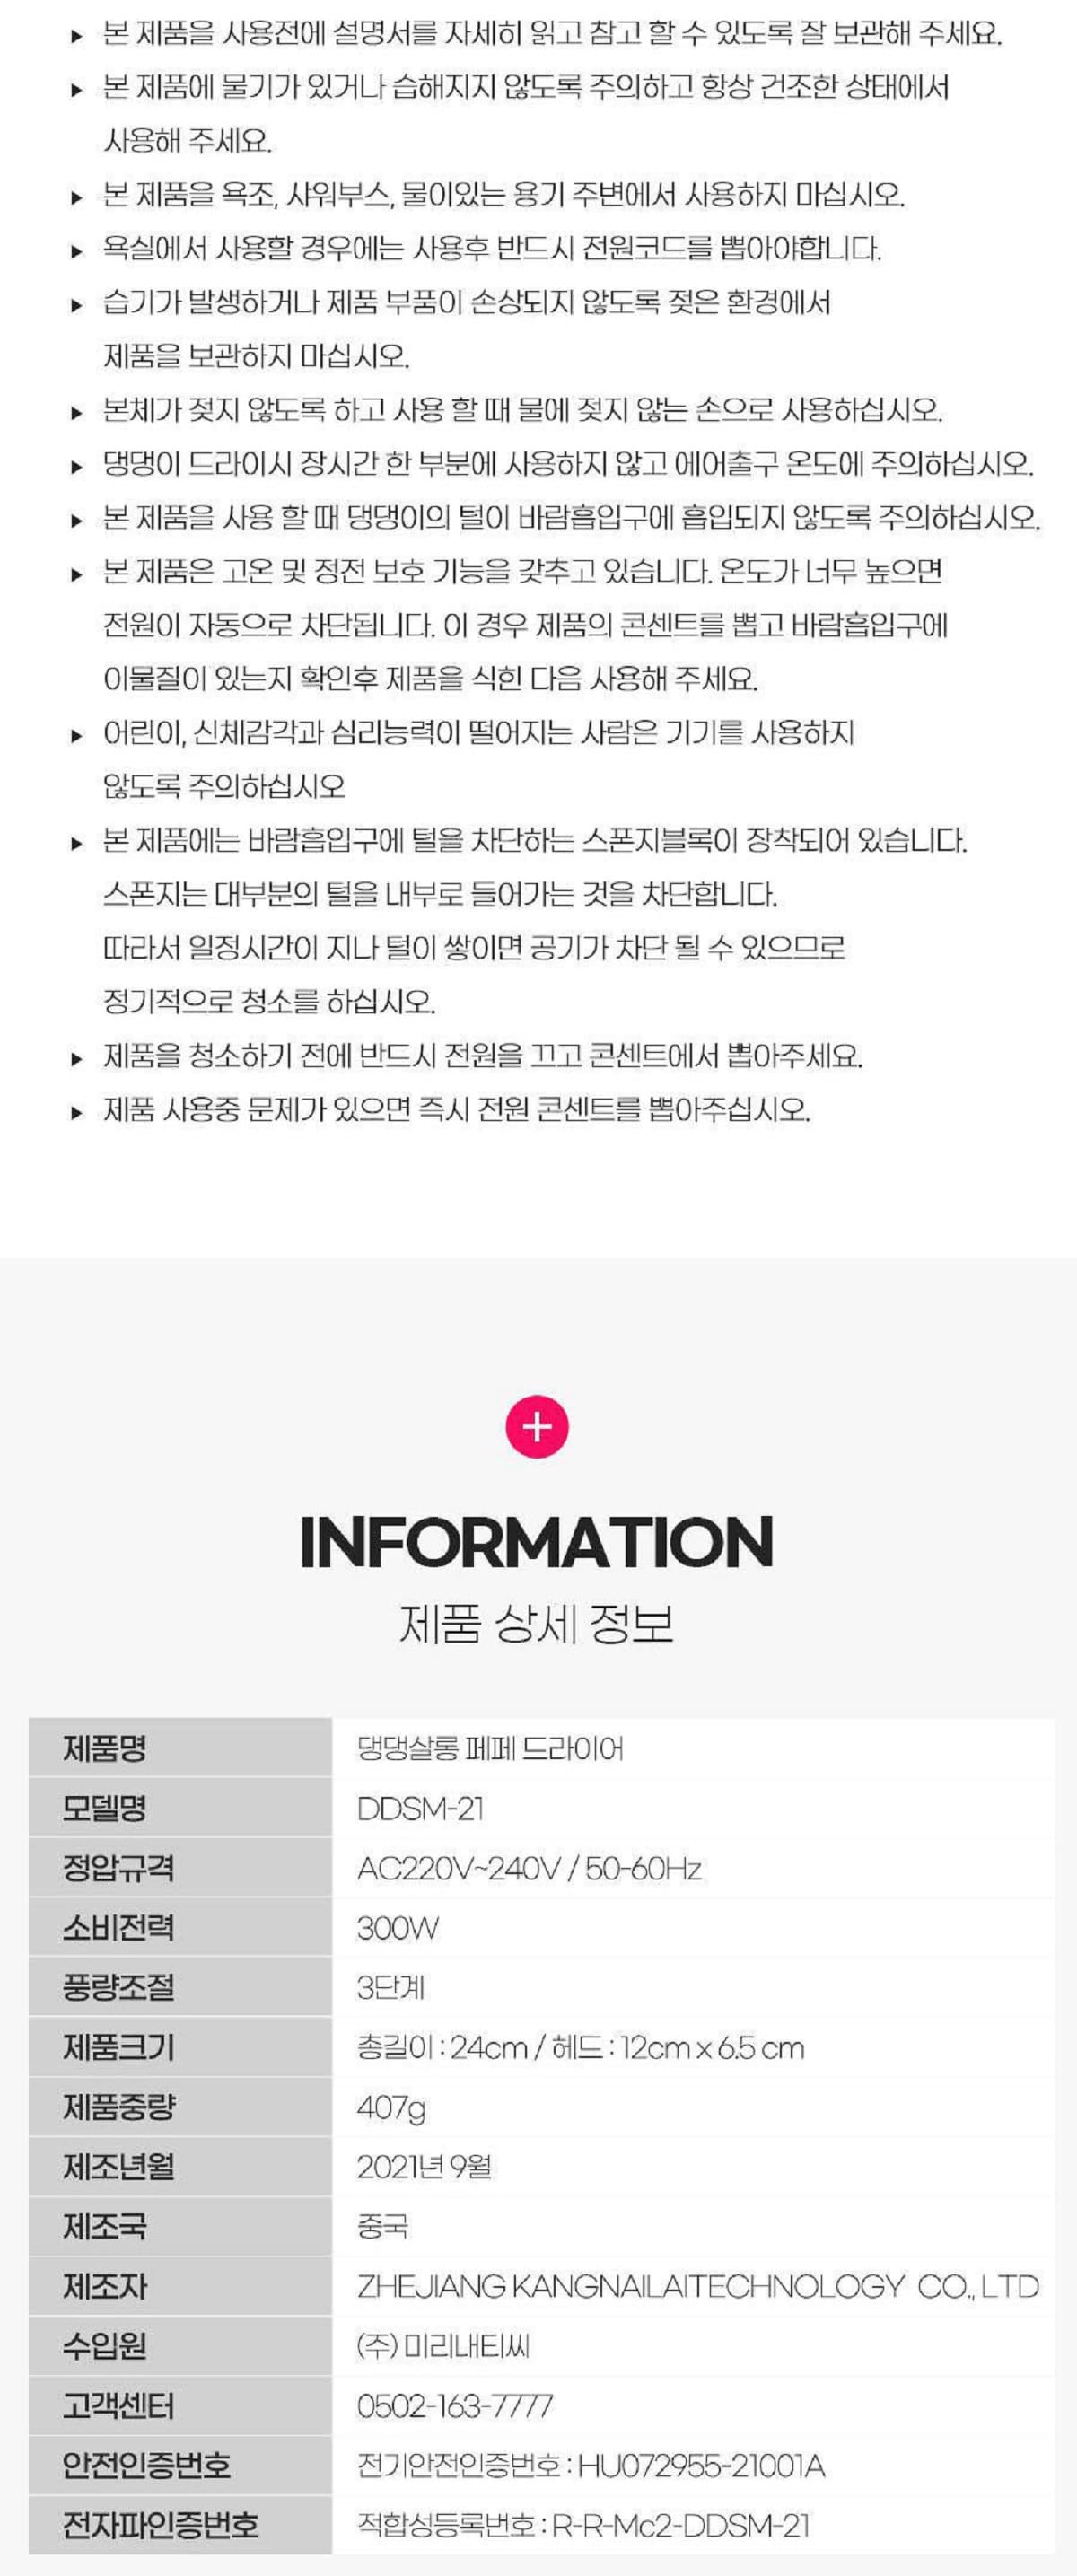 ▸ 본 제품을 사용전에 설명서를 자세히 읽고 참고 할 수 있도록 잘 보관해 주세요.
▸ 본 제품에 물기가 있거나 습해지지 않도록 주의하고 항상 건조한 상태에서
사용해 주세요.
▸ 본 제품을 욕조, 샤워부스, 물이있는 용기 주변에서 사용하지 마십시오.
▸ 욕실에서 사용할 경우에는 사용후 반드시 전원코드를 뽑아야합니다.
▸ 습기가 발생하거나 제품 부품이 손상되지 않도록 젖은 환경에서
제품을 보관하지 마십시오.
▸ 본체가 젖지 않도록 하고 사용 할 때 물에 젖지 않는 손으로 사용하십시오.
▸ 댕댕이 드라이시 장시간 한 부분에 사용하지 않고 에어출구 온도에 주의하십시오.
▸ 본 제품을 사용 할 때 댕댕이의 털이 바람흡입구에 흡입되지 않도록 주의하십시오.
▸ 본 제품은 고온 및 정전 보호 기능을 갖추고 있습니다. 온도가 너무 높으면
전원이 자동으로 차단됩니다. 이 경우 제품의 콘센트를 뽑고 바람흡입구에
이물질이 있는지 확인후 제품을 식힌 다음 사용해 주세요.
▸ 어린이, 신체감각과 심리능력이 떨어지는 사람은 기기를 사용하지
않도록 주의하십시오
▸ 본 제품에는 바람흡입구에 털을 차단하는 스폰지블록이 장착되어 있습니다.
스폰지는 대부분의 털을 내부로 들어가는 것을 차단합니다.
따라서 일정시간이 지나 털이 쌓이면 공기가 차단 될 수 있으므로
정기적으로 청소를 하십시오.
▸ 제품을 청소하기 전에 반드시 전원을 끄고 콘센트에서 뽑아주세요.
▸ 제품 사용중 문제가 있으면 즉시 전원 콘센트를 뽑아주십시오.
+
INFORMATION
제품 상세 정보
제품명 댕댕살롱 페페 드라이어
모델명 DDSM-21
정압규격 AC220V~240V / 50-60Hz
소비전력 300W
풍량조절 3단계
제품크기 총길이 : 24cm / 헤드 : 12cm x 6.5 cm
제품중량 407g
제조년월 2021년 9월
제조국 중국
제조자 ZHEJIANG KANGNAILAITECHNOLOGY CO., LTD
수입원 (주) 미리내티씨
고객센터 0502-163-7777
안전인증번호 전기안전인증번호 : HU072955-21001A
전자파인증번호 적합성등록번호 : R-R-Mc2-DDSM-21